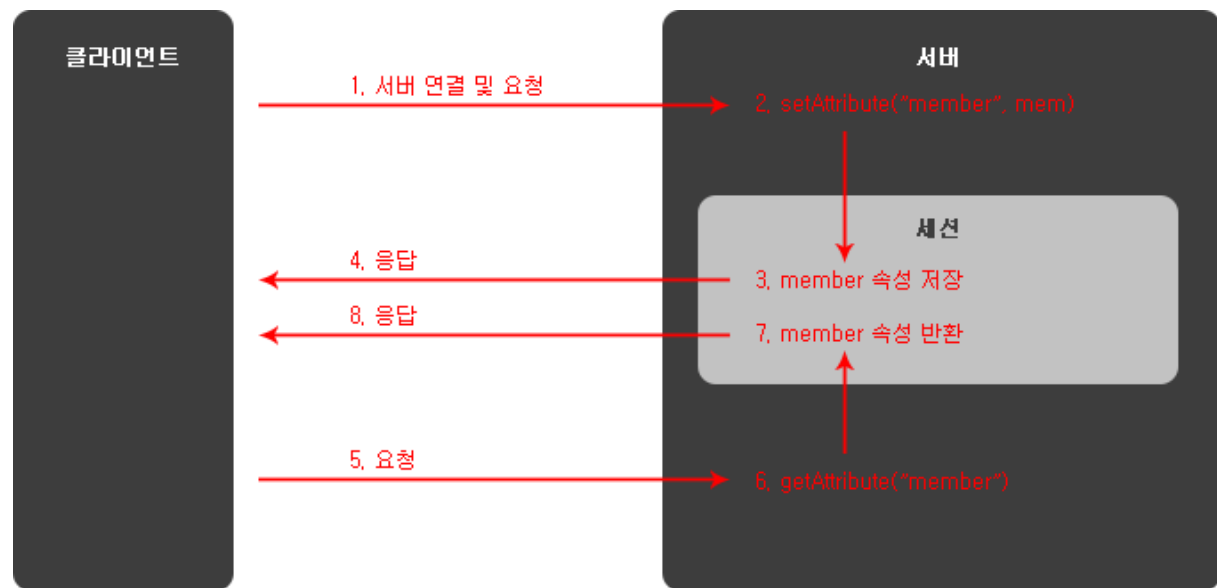 클라이언트
서버
1, 서버 연결 및 요청
2, setAttribute("member", mem)
세션
4, 응답
3, member 속성 저장
8, 응답
7, member 속성 반환
5, 요청
6, getAttribute("member")